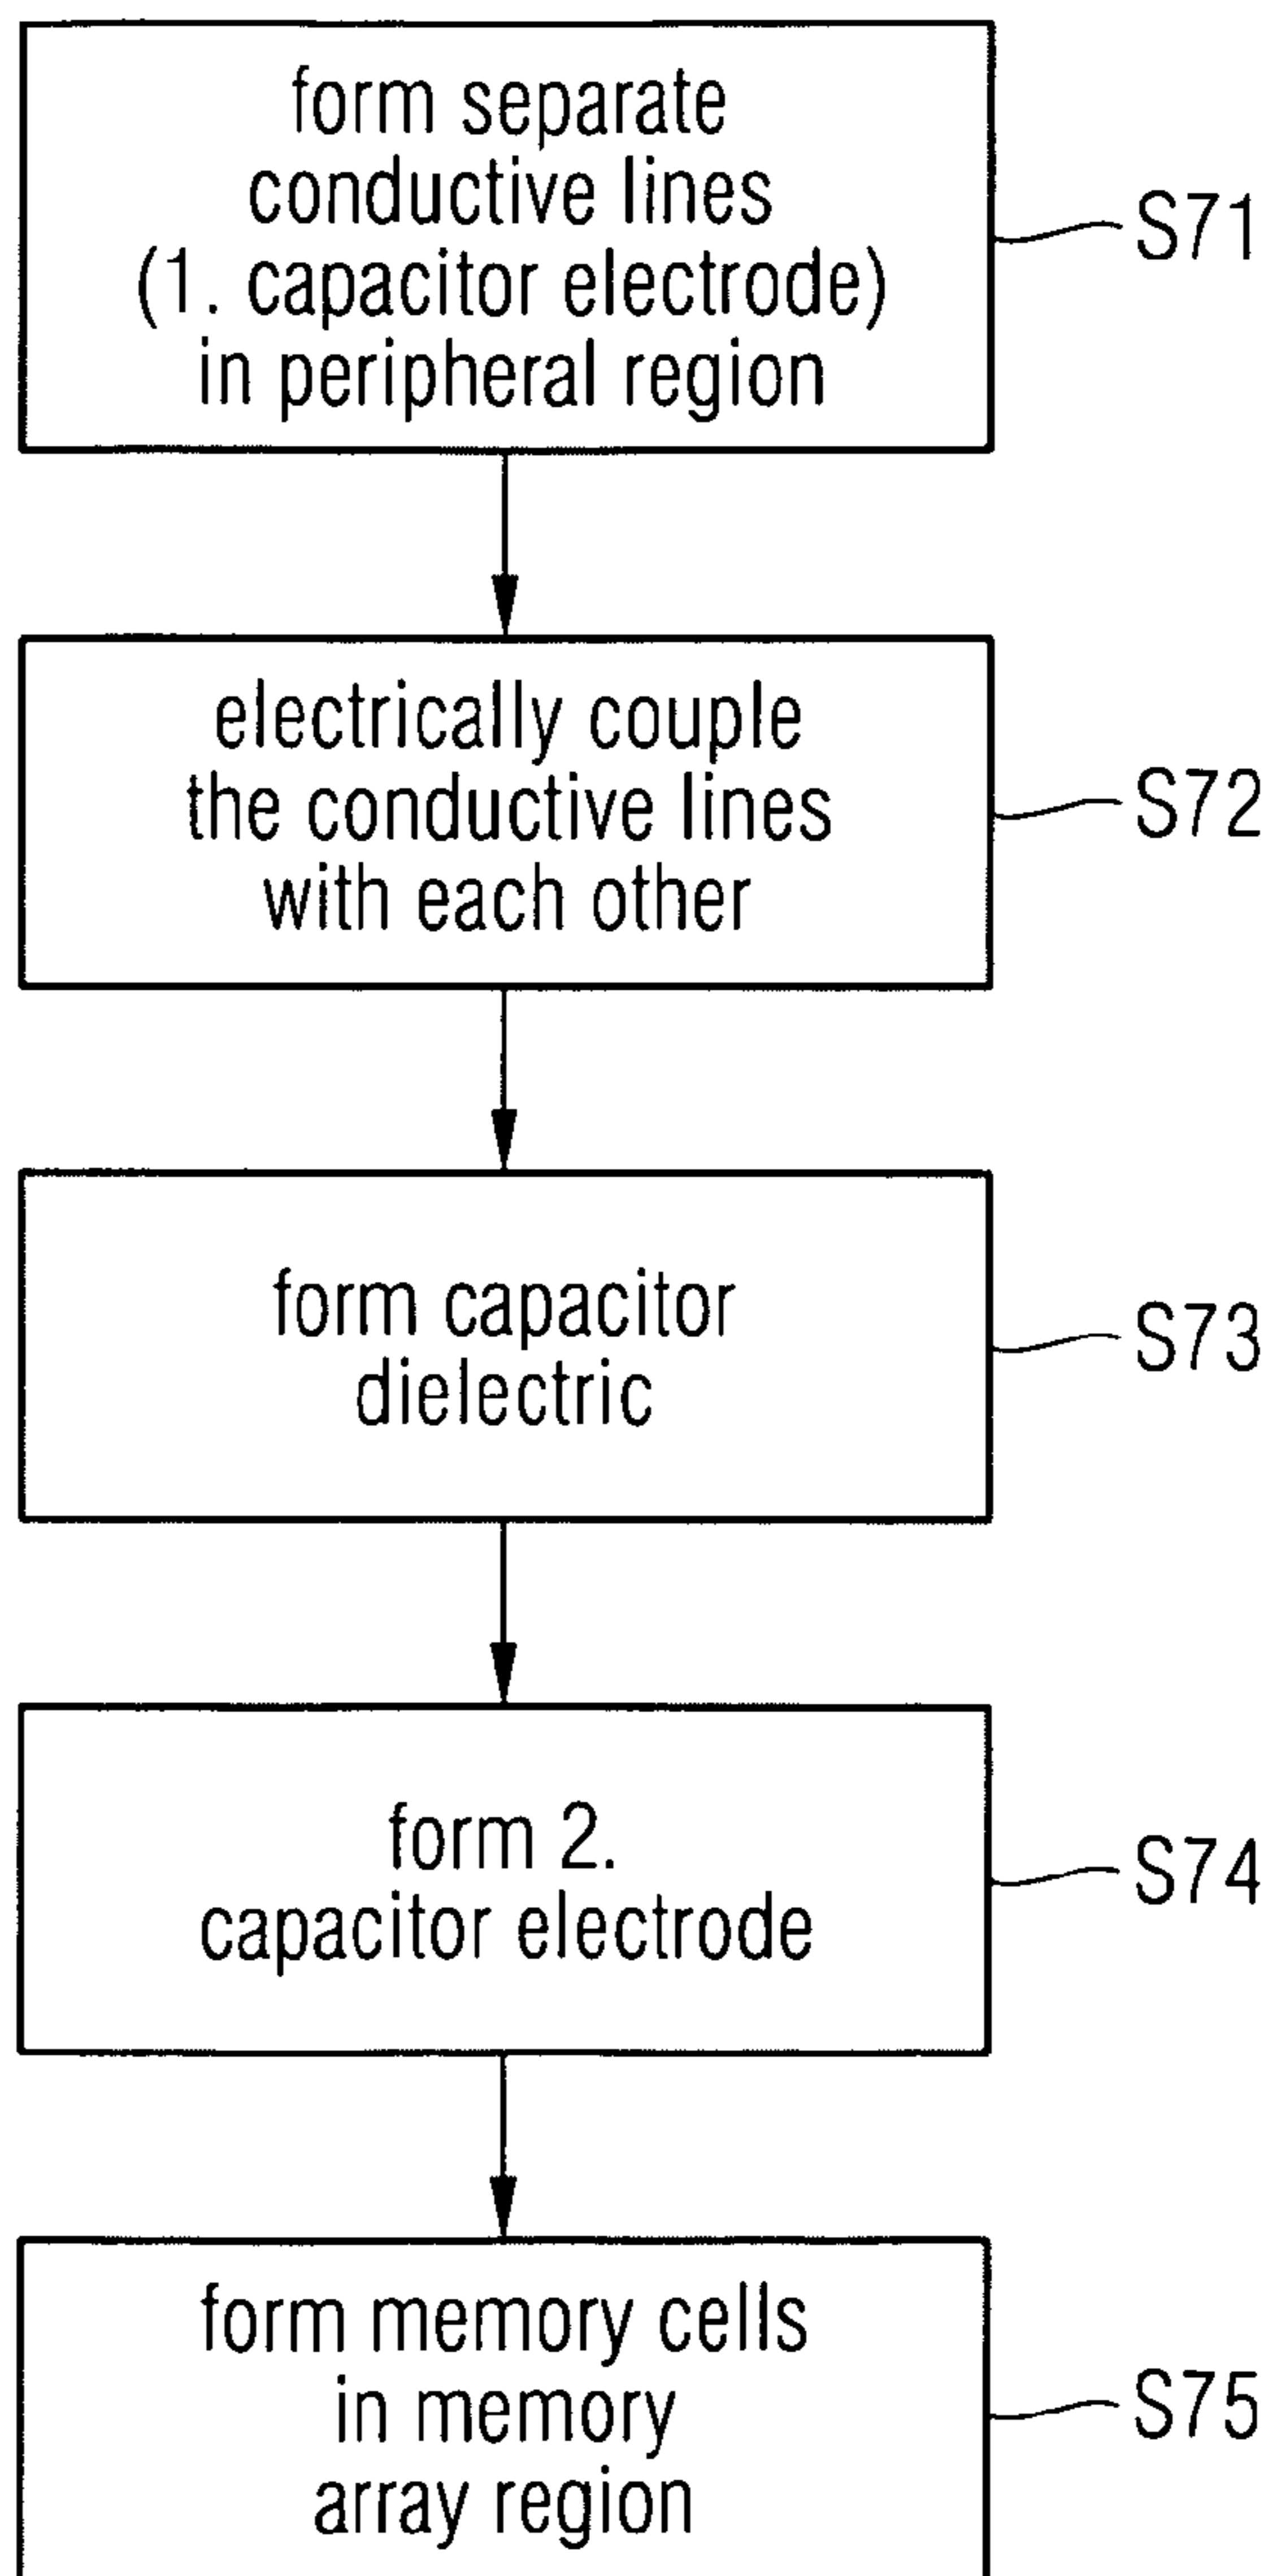 form separate
conductive lines
(1. capacitor electrode)
in peripheral region
S71
electrically couple
the conductive lines
with each other
S72
form capacitor
dielectric
S73
form 2.
capacitor electrode
S74
form memory cells
in memory
array region
S75